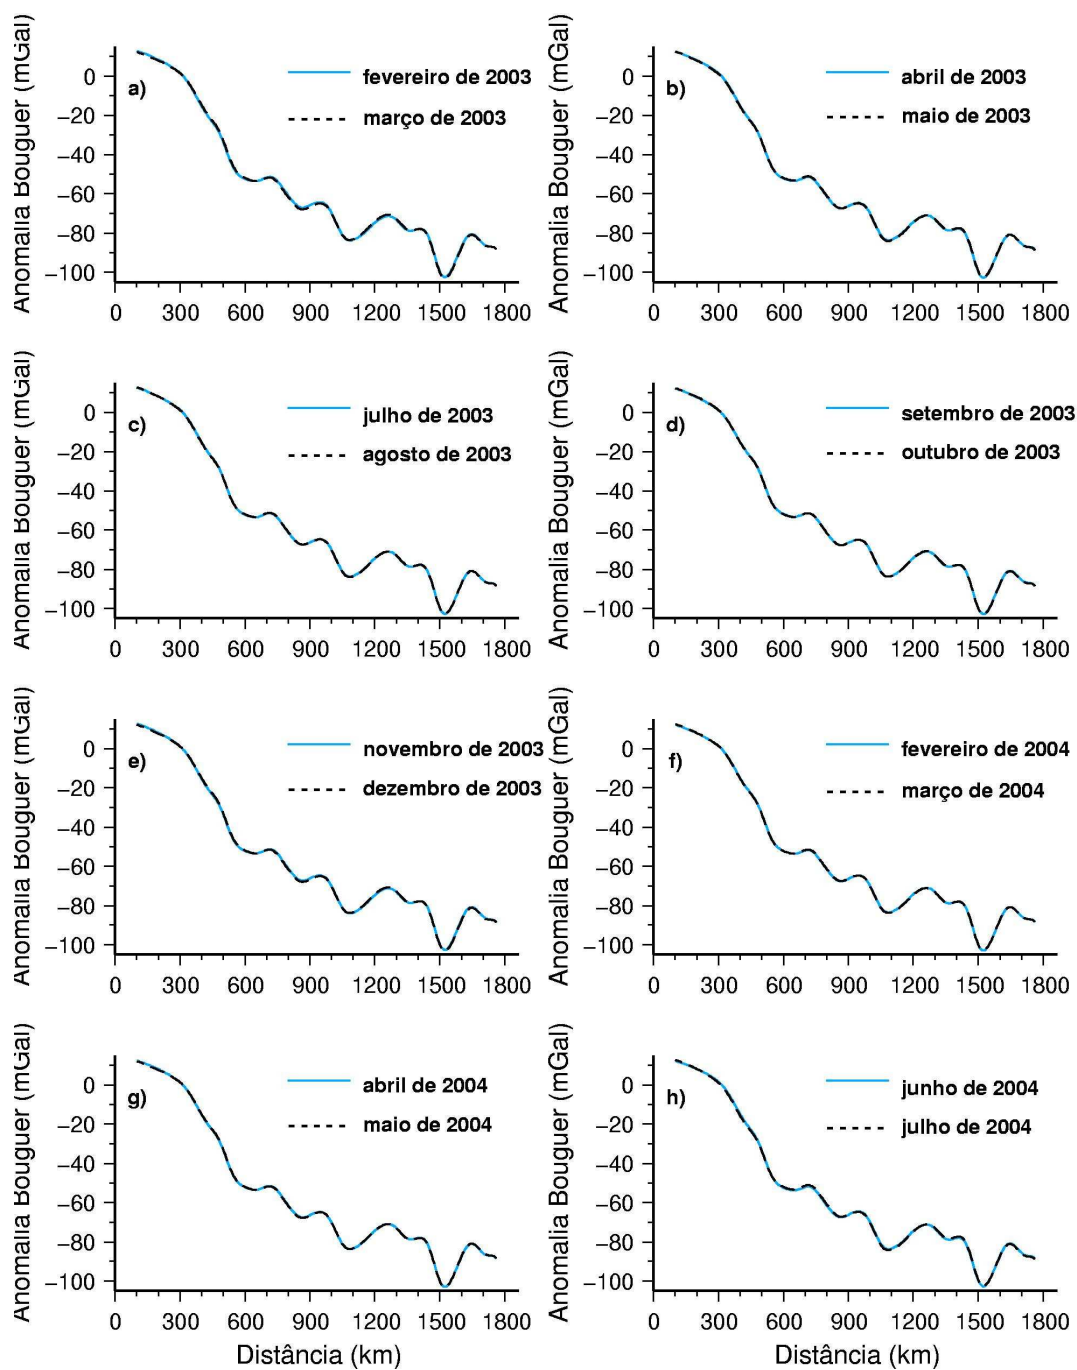 Anomalia Bouguer (mGal)
a)
fevereiro de 2003
março de 2003
0
−20
−40
−60
−80
−100
0 300 600 900 1200 1500 1800
Anomalia Bouguer (mGal)
b)
abril de 2003
maio de 2003
0
−20
−40
−60
−80
−100
0 300 600 900 1200 1500 1800
Anomalia Bouguer (mGal)
c)
julho de 2003
agosto de 2003
0
−20
−40
−60
−80
−100
0 300 600 900 1200 1500 1800
Anomalia Bouguer (mGal)
d)
setembro de 2003
outubro de 2003
0
−20
−40
−60
−80
−100
0 300 600 900 1200 1500 1800
Anomalia Bouguer (mGal)
e)
novembro de 2003
dezembro de 2003
0
−20
−40
−60
−80
−100
0 300 600 900 1200 1500 1800
Anomalia Bouguer (mGal)
f)
fevereiro de 2004
março de 2004
0
−20
−40
−60
−80
−100
0 300 600 900 1200 1500 1800
Anomalia Bouguer (mGal)
g)
abril de 2004
maio de 2004
0
−20
−40
−60
−80
−100
0 300 600 900 1200 1500 1800
Distância (km)
Anomalia Bouguer (mGal)
h)
junho de 2004
julho de 2004
0
−20
−40
−60
−80
−100
0 300 600 900 1200 1500 1800
Distância (km)